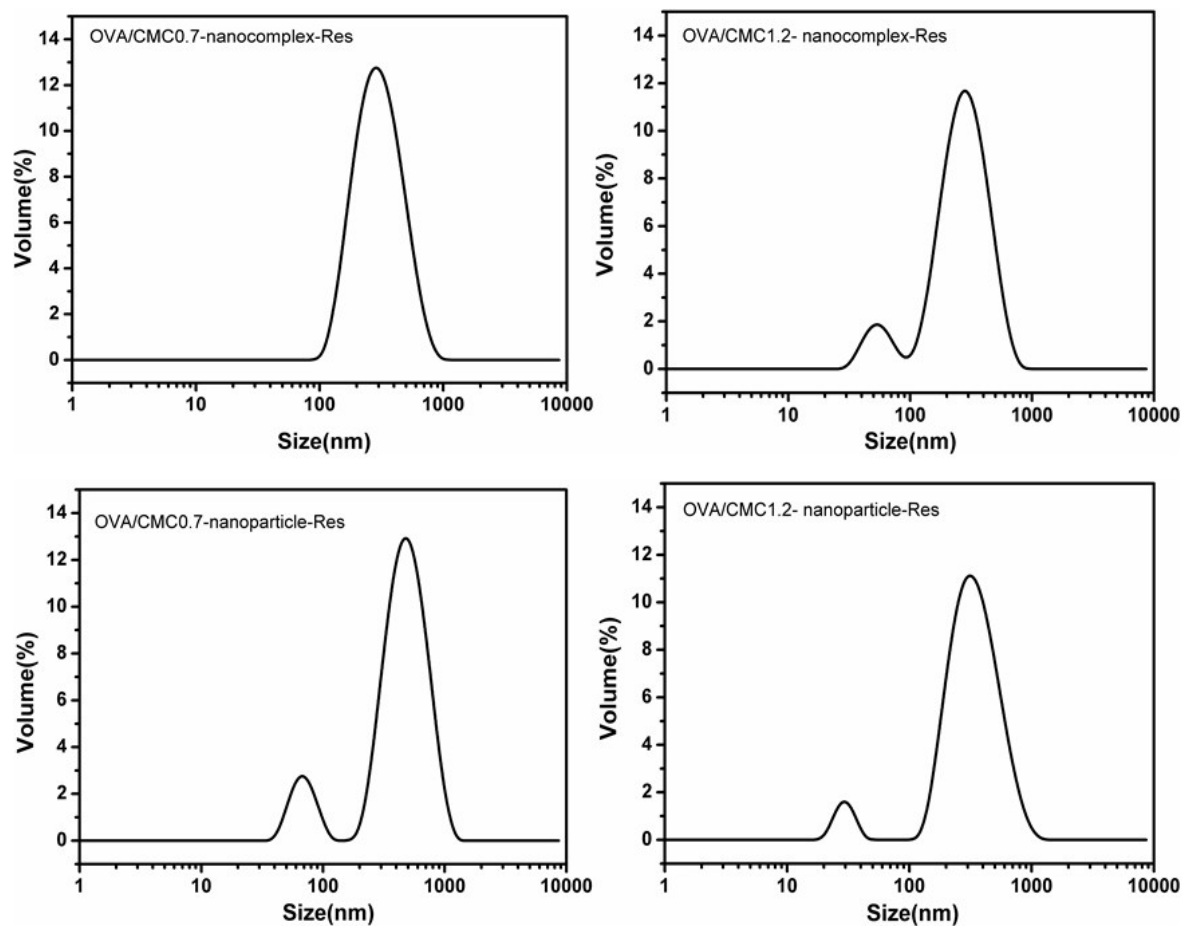 OVA/CMC0.7-nanocomplex-Res
14
12
10
8
6
4
2
0
Volume(%)
1 10 100 1000 10000
Size(nm)
OVA/CMC1.2- nanocomplex-Res
14
12
10
8
6
4
2
0
Volume(%)
1 10 100 1000 10000
Size(nm)
OVA/CMC0.7-nanoparticle-Res
14
12
10
8
6
4
2
0
Volume(%)
1 10 100 1000 10000
Size(nm)
OVA/CMC1.2- nanoparticle-Res
14
12
10
8
6
4
2
0
Volume(%)
1 10 100 1000 10000
Size(nm)